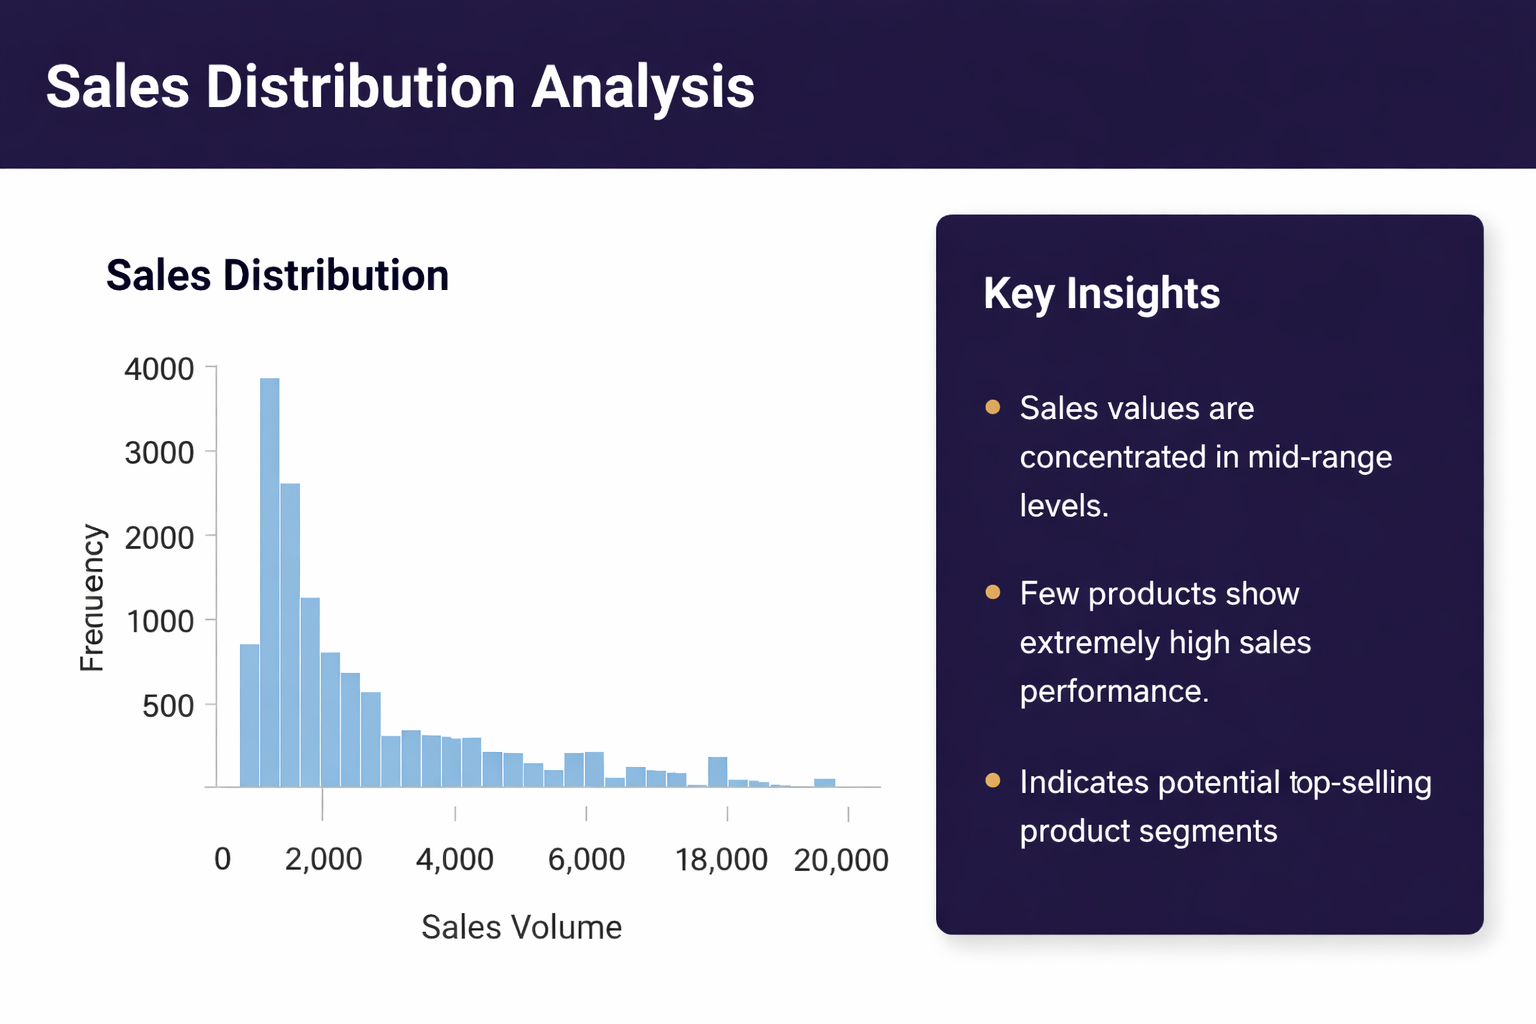 Sales Distribution Analysis
Sales Distribution
4000
3000
2000
1000
500
Frenuency
0 2,000 4,000 6,000 18,000 20,000
Sales Volume
Key Insights
Sales values are
concentrated in mid-range
levels.
Few products show
extremely high sales
performance.
Indicates potential top-selling
product segments